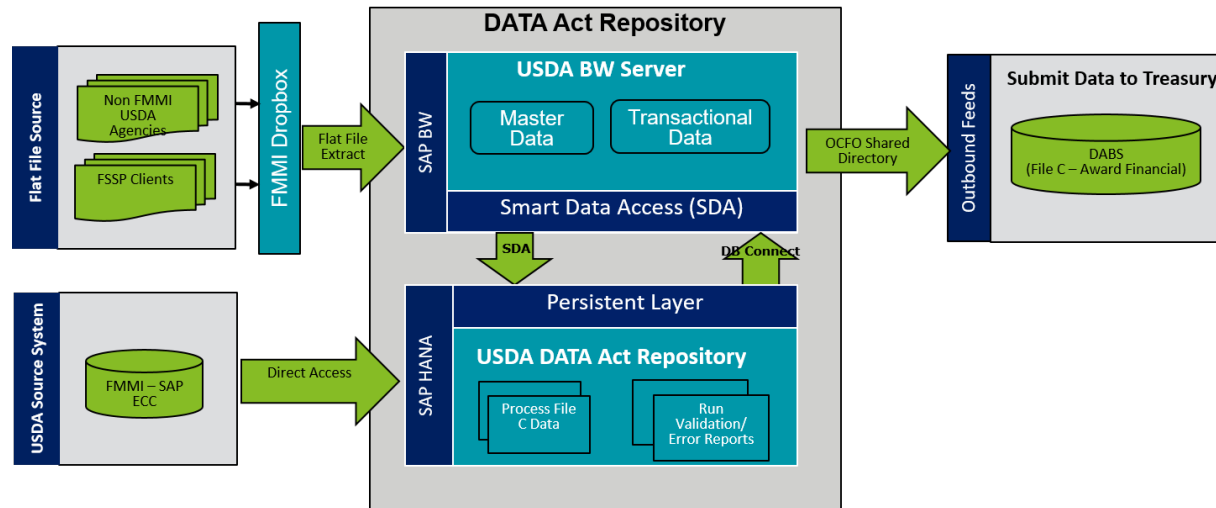 DATA Act Repository
Flat File Source
Non FMMI
USDA
Agencies
FSSP Clients
FMMI Dropbox
Flat File
Extract
SAP BW
USDA BW Server
Master
Data
Transactional
Data
Smart Data Access (SDA)
OCFO Shared
Directory
Outbound Feeds
Submit Data to Treasury
DABS
(File C – Award Financial)
SDA
DB Connect
USDA Source System
FMMI – SAP
ECC
Direct Access
SAP HANA
Persistent Layer
USDA DATA Act Repository
Process File
C Data
Run
Validation/
Error Reports